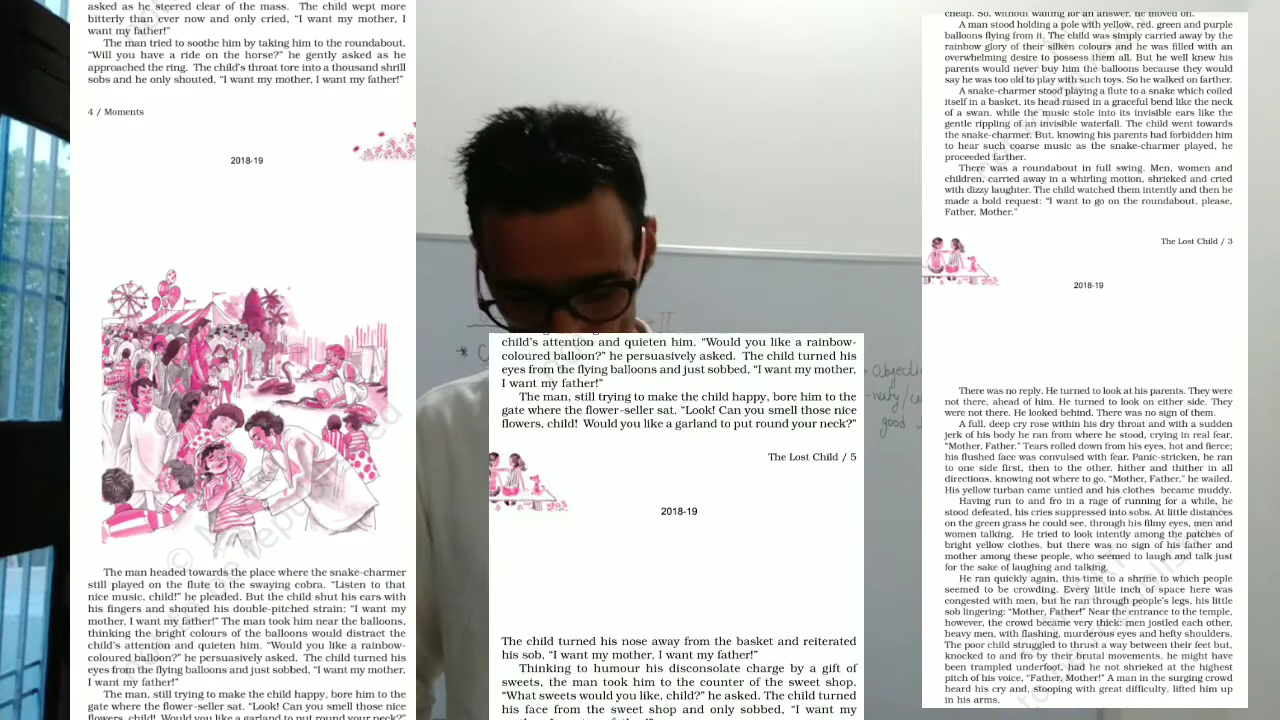 asked as he steered clear of the mass. The child wept more
bitterly than ever now and only cried, “I want my mother, I
want my father!”
The man tried to soothe him by taking him to the roundabout.
“Will you have a ride on the horse?” he gently asked as he
approached the ring. The child’s throat tore into a thousand shrill
sobs and he only shouted, “I want my mother, I want my father!”
4 / Moments
2018-19
The man headed towards the place where the snake-charmer
still played on the flute to the swaying cobra. “Listen to that
nice music, child!” he pleaded. But the child shut his ears with
his fingers and shouted his double-pitched strain: “I want my
mother, I want my father!” The man took him near the balloons,
thinking the bright colours of the balloons would distract the
child’s attention and quieten him. “Would you like a rainbow-
coloured balloon?” he persuasively asked. The child turned his
eyes from the flying balloons and just sobbed, “I want my mother,
I want my father!”
The man, still trying to make the child happy, bore him to the
gate where the flower-seller sat. “Look! Can you smell those nice
flowers, child! Would you like a garland to put round your neck?”
child’s attention and quieten him. “Would you like a rainbow-
coloured balloon?” he persuasively asked. The child turned his
eyes from the flying balloons and just sobbed, “I want my mother,
I want my father!”
The man, still trying to make the child happy, bore him to the
gate where the flower-seller sat. “Look! Can you smell those nice
flowers, child! Would you like a garland to put round your neck?”
The Lost Child / 5
2018-19
The child turned his nose away from the basket and reiterated
his sob, “I want my mother, I want my father!”
Thinking to humour his disconsolate charge by a gift of
sweets, the man took him to the counter of the sweet shop.
“What sweets would you like, child?” he asked. The child turned
his face from the sweet shop and only sobbed, “I want my
cheap. So, without waiting for an answer, he moved on.
A man stood holding a pole with yellow, red, green and purple
balloons flying from it. The child was simply carried away by the
rainbow glory of their silken colours and he was filled with an
overwhelming desire to possess them all. But he well knew his
parents would never buy him the balloons because they would
say he was too old to play with such toys. So he walked on farther.
A snake-charmer stood playing a flute to a snake which coiled
itself in a basket, its head raised in a graceful bend like the neck
of a swan, while the music stole into its invisible ears like the
gentle rippling of an invisible waterfall. The child went towards
the snake-charmer. But, knowing his parents had forbidden him
to hear such coarse music as the snake-charmer played, he
proceeded farther.
There was a roundabout in full swing. Men, women and
children, carried away in a whirling motion, shrieked and cried
with dizzy laughter. The child watched them intently and then he
made a bold request: “I want to go on the roundabout, please,
Father, Mother.”
The Lost Child / 3
2018-19
There was no reply. He turned to look at his parents. They were
not there, ahead of him. He turned to look on either side. They
were not there. He looked behind. There was no sign of them.
A full, deep cry rose within his dry throat and with a sudden
jerk of his body he ran from where he stood, crying in real fear,
“Mother, Father.” Tears rolled down from his eyes, hot and fierce;
his flushed face was convulsed with fear. Panic-stricken, he ran
to one side first, then to the other, hither and thither in all
directions, knowing not where to go. “Mother, Father,” he wailed.
His yellow turban came untied and his clothes became muddy.
Having run to and fro in a rage of running for a while, he
stood defeated, his cries suppressed into sobs. At little distances
on the green grass he could see, through his filmy eyes, men and
women talking. He tried to look intently among the patches of
bright yellow clothes, but there was no sign of his father and
mother among these people, who seemed to laugh and talk just
for the sake of laughing and talking.
He ran quickly again, this time to a shrine to which people
seemed to be crowding. Every little inch of space here was
congested with men, but he ran through people’s legs, his little
sob lingering: “Mother, Father!” Near the entrance to the temple,
however, the crowd became very thick: men jostled each other,
heavy men, with flashing, murderous eyes and hefty shoulders.
The poor child struggled to thrust a way between their feet but,
knocked to and fro by their brutal movements, he might have
been trampled underfoot, had he not shrieked at the highest
pitch of his voice, “Father, Mother!” A man in the surging crowd
heard his cry and, stooping with great difficulty, lifted him up
in his arms.
good